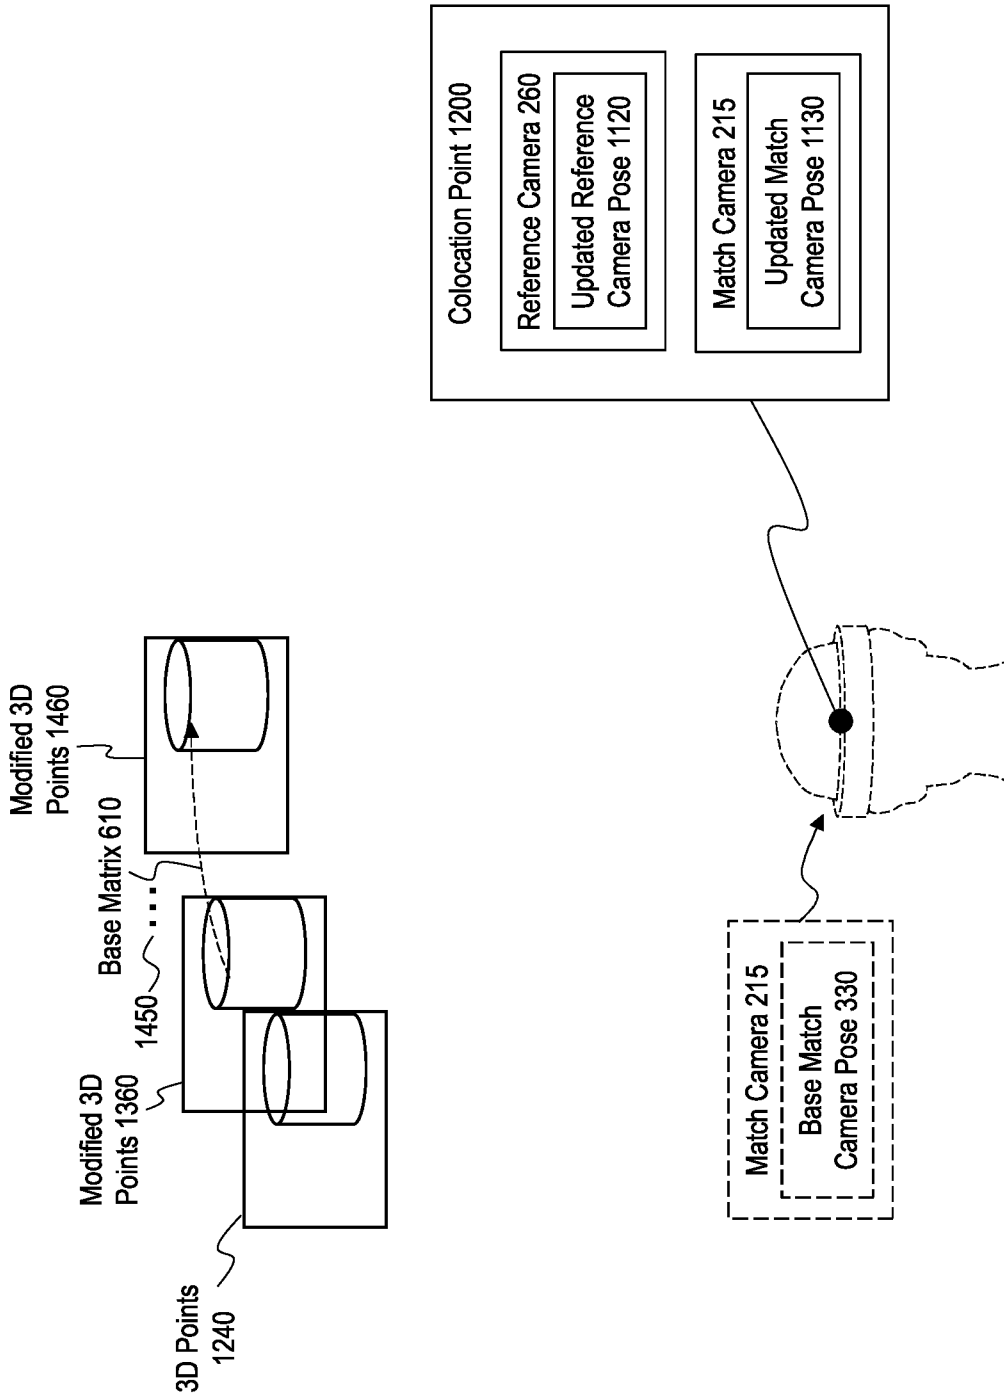 3D Points
1240
Modified 3D
Points 1360
1450
Base Matrix 610
...
Modified 3D
Points 1460
Match Camera 215
Base Match
Camera Pose 330
Colocation Point 1200
Reference Camera 260
Updated Reference
Camera Pose 1120
Match Camera 215
Updated Match
Camera Pose 1130